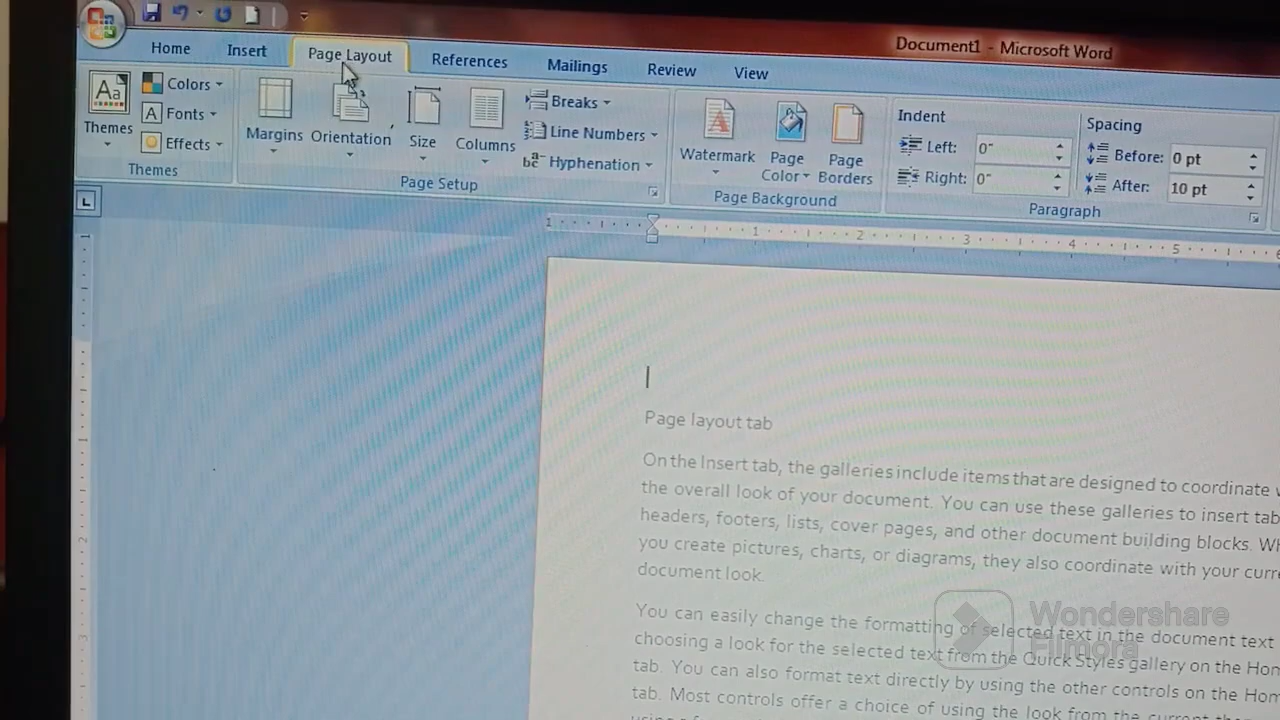 Document1 - Microsoft Word
Home Insert Page Layout References Mailings Review View
Themes
Colors
Fonts
Effects
Themes
Margins
Orientation
Size
Columns
Breaks
Line Numbers
Hyphenation
Page Setup
Watermark
Page Color
Page Borders
Page Background
Indent
Left: 0"
Right: 0"
Spacing
Before: 0 pt
After: 10 pt
Paragraph
1 1 2 3 4 5
Page layout tab
On the Insert tab, the galleries include items that are designed to coordinate
the overall look of your document. You can use these galleries to insert tab
headers, footers, lists, cover pages, and other document building blocks. Wh
you create pictures, charts, or diagrams, they also coordinate with your curre
document look.
You can easily change the formatting of selected text in the document text
choosing a look for the selected text from the Quick Styles gallery on the Hom
tab. You can also format text directly by using the other controls on the Hom
tab. Most controls offer a choice of using the look from the current
Wondershare
Filmora